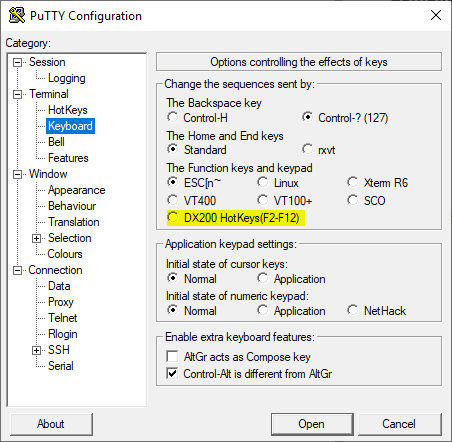 PuTTY Configuration
Category:
Session
Logging
Terminal
HotKeys
Keyboard
Bell
Features
Window
Appearance
Behaviour
Translation
Selection
Colours
Connection
Data
Proxy
Telnet
Rlogin
SSH
Serial
Options controlling the effects of keys
Change the sequences sent by:
The Backspace key
Control-H Control-? (127)
The Home and End keys
Standard rxvt
The Function keys and keypad
ESC[n~ Linux Xterm R6
VT400 VT100+ SCO
DX200 HotKeys(F2-F12)
Application keypad settings:
Initial state of cursor keys:
Normal Application
Initial state of numeric keypad:
Normal Application NetHack
Enable extra keyboard features:
AltGr acts as Compose key
Control-Alt is different from AltGr
About Open Cancel